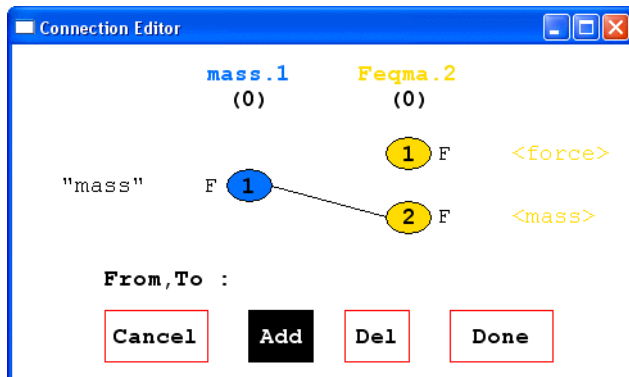 Connection Editor
mass.1 Feqma.2
(0) (0)
1 F <force>
"mass" F 1
2 F <mass>
From,To :
Cancel Add Del Done